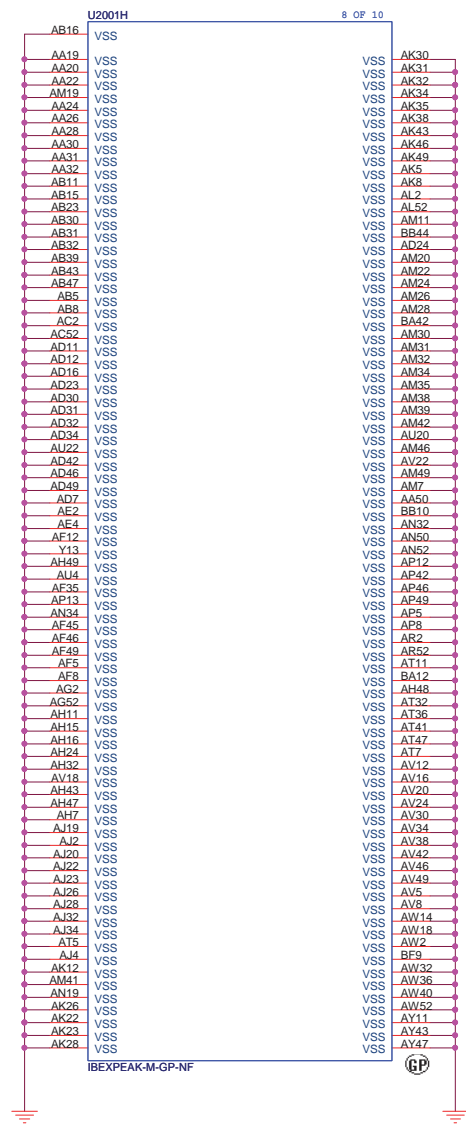 U2001H 8 OF 10
AB16 VSS
AA19 VSS VSS AK30
AA20 VSS VSS AK31
AA22 VSS VSS AK32
AM19 VSS VSS AK34
AA24 VSS VSS AK35
AA26 VSS VSS AK38
AA28 VSS VSS AK43
AA30 VSS VSS AK46
AA31 VSS VSS AK49
AA32 VSS VSS AK5
AB11 VSS VSS AK8
AB15 VSS VSS AL2
AB23 VSS VSS AL52
AB30 VSS VSS AM11
AB31 VSS VSS BB44
AB32 VSS VSS AD24
AB39 VSS VSS AM20
AB43 VSS VSS AM22
AB47 VSS VSS AM24
AB5 VSS VSS AM26
AB8 VSS VSS AM28
AC2 VSS VSS BA42
AC52 VSS VSS AM30
AD11 VSS VSS AM31
AD12 VSS VSS AM32
AD16 VSS VSS AM34
AD23 VSS VSS AM35
AD30 VSS VSS AM38
AD31 VSS VSS AM39
AD32 VSS VSS AM42
AD34 VSS VSS AU20
AU22 VSS VSS AM46
AD42 VSS VSS AV22
AD46 VSS VSS AM49
AD49 VSS VSS AM7
AD7 VSS VSS AA50
AE2 VSS VSS BB10
AE4 VSS VSS AN32
AF12 VSS VSS AN50
Y13 VSS VSS AN52
AH49 VSS VSS AP12
AU4 VSS VSS AP42
AF35 VSS VSS AP46
AP13 VSS VSS AP49
AN34 VSS VSS AP5
AF45 VSS VSS AP8
AF46 VSS VSS AR2
AF49 VSS VSS AR52
AF5 VSS VSS AT11
AF8 VSS VSS BA12
AG2 VSS VSS AH48
AG52 VSS VSS AT32
AH11 VSS VSS AT36
AH15 VSS VSS AT41
AH16 VSS VSS AT47
AH24 VSS VSS AT7
AH32 VSS VSS AV12
AV18 VSS VSS AV16
AH43 VSS VSS AV20
AH47 VSS VSS AV24
AH7 VSS VSS AV30
AJ19 VSS VSS AV34
AJ2 VSS VSS AV38
AJ20 VSS VSS AV42
AJ22 VSS VSS AV46
AJ23 VSS VSS AV49
AJ26 VSS VSS AV5
AJ28 VSS VSS AV8
AJ32 VSS VSS AW14
AJ34 VSS VSS AW18
AT5 VSS VSS AW2
AJ4 VSS VSS BF9
AK12 VSS VSS AW32
AM41 VSS VSS AW36
AN19 VSS VSS AW40
AK26 VSS VSS AW52
AK22 VSS VSS AY11
AK23 VSS VSS AY43
AK28 VSS VSS AY47
IBEXPEAK-M-GP-NF GP